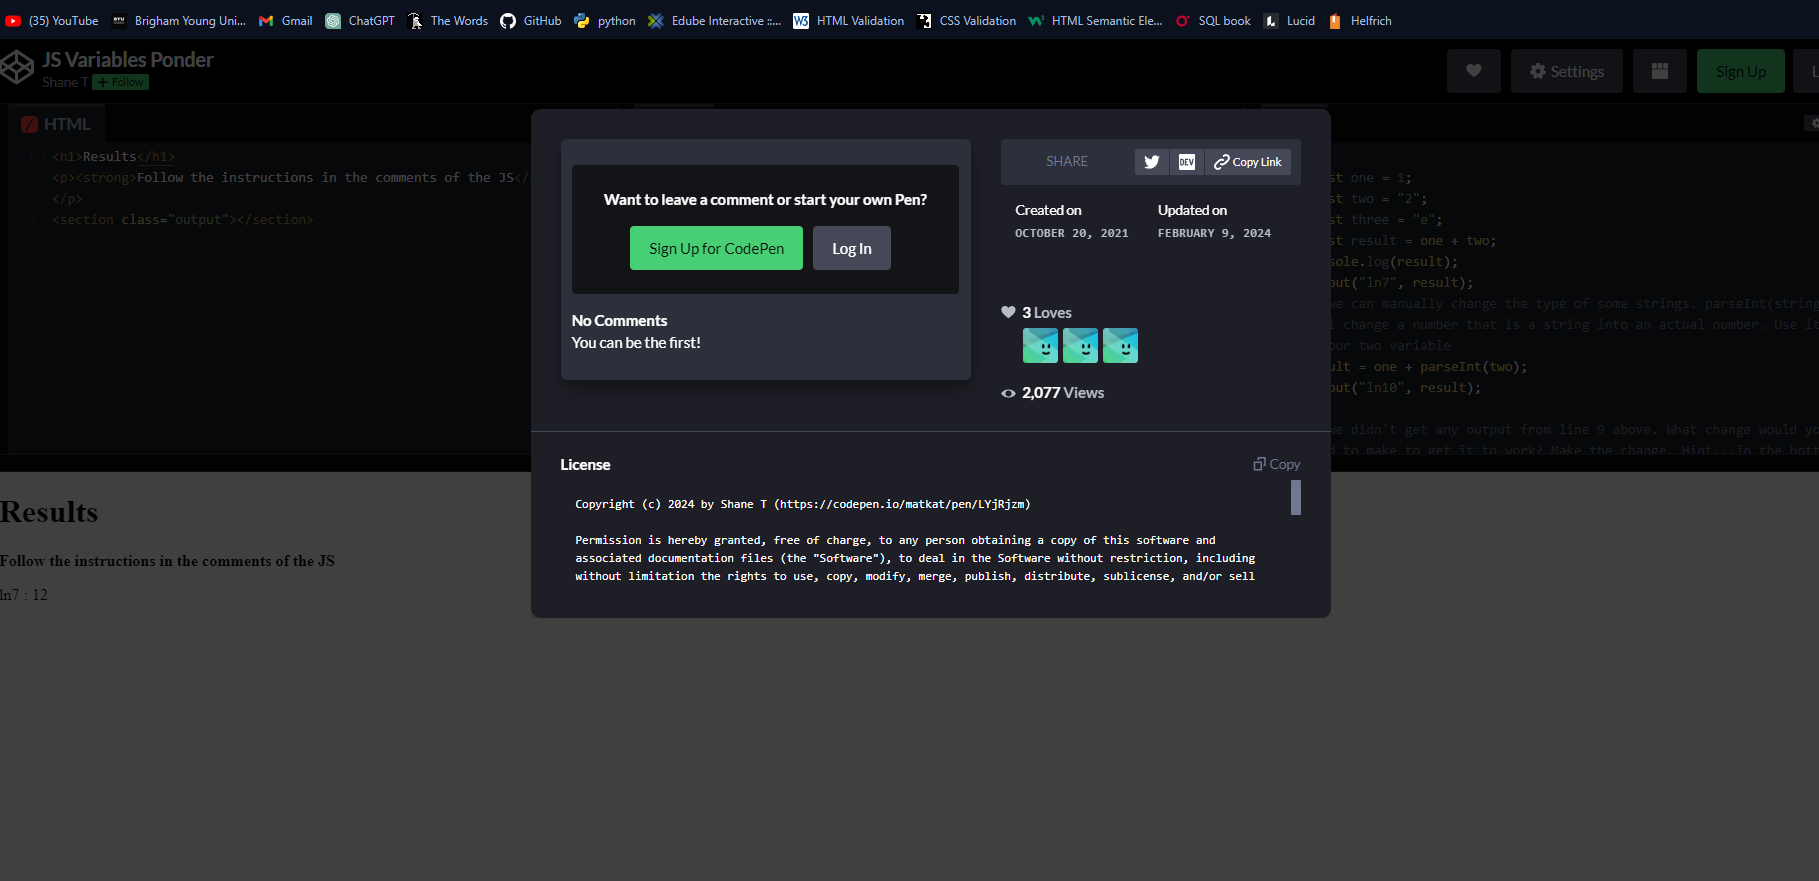 (35) YouTube
Brigham Young Uni...
Gmail
ChatGPT
The Words
GitHub
python
Edube Interactive ::...
HTML Validation
CSS Validation
HTML Semantic Ele...
SQL book
Lucid
Helfrich
JS Variables Ponder
Shane T + Follow
Settings
Sign Up
HTML
<h1>Results</h1>
<p><strong>Follow the instructions in the comments of the JS</
</p>
<section class="output"></section>
Want to leave a comment or start your own Pen?
Sign Up for CodePen
Log In
No Comments
You can be the first!
SHARE
DEV
Copy Link
Created on
OCTOBER 20, 2021
Updated on
FEBRUARY 9, 2024
3 Loves
2,077 Views
License
Copy
Copyright (c) 2024 by Shane T (https://codepen.io/matkat/pen/LYjRjzm)
Permission is hereby granted, free of charge, to any person obtaining a copy of this software and
associated documentation files (the "Software"), to deal in the Software without restriction, including
without limitation the rights to use, copy, modify, merge, publish, distribute, sublicense, and/or sell
st one = 1;
st two = "2";
st three = "e";
st result = one + two;
sole.log(result);
put("ln7", result);
we can manually change the type of some strings. parseInt(string
l change a number that is a string into an actual number. Use it
our two variable
ult = one + parseInt(two);
put("ln10", result);
We didn't get any output from line 9 above. What change would yo
d to make to get it to work? Make the change. Hint...in the bott
Results
Follow the instructions in the comments of the JS
ln7 : 12